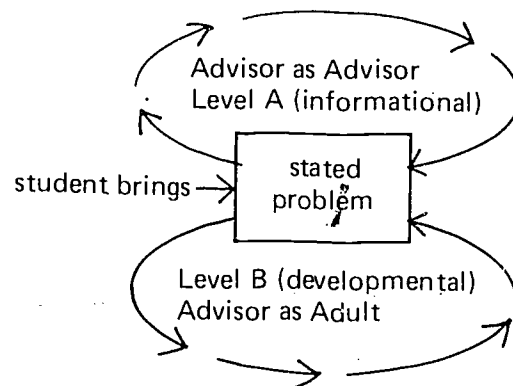 Advisor as Advisor
Level A (informational)
student brings
stated
problem
Level B (developmental)
Advisor as Adult